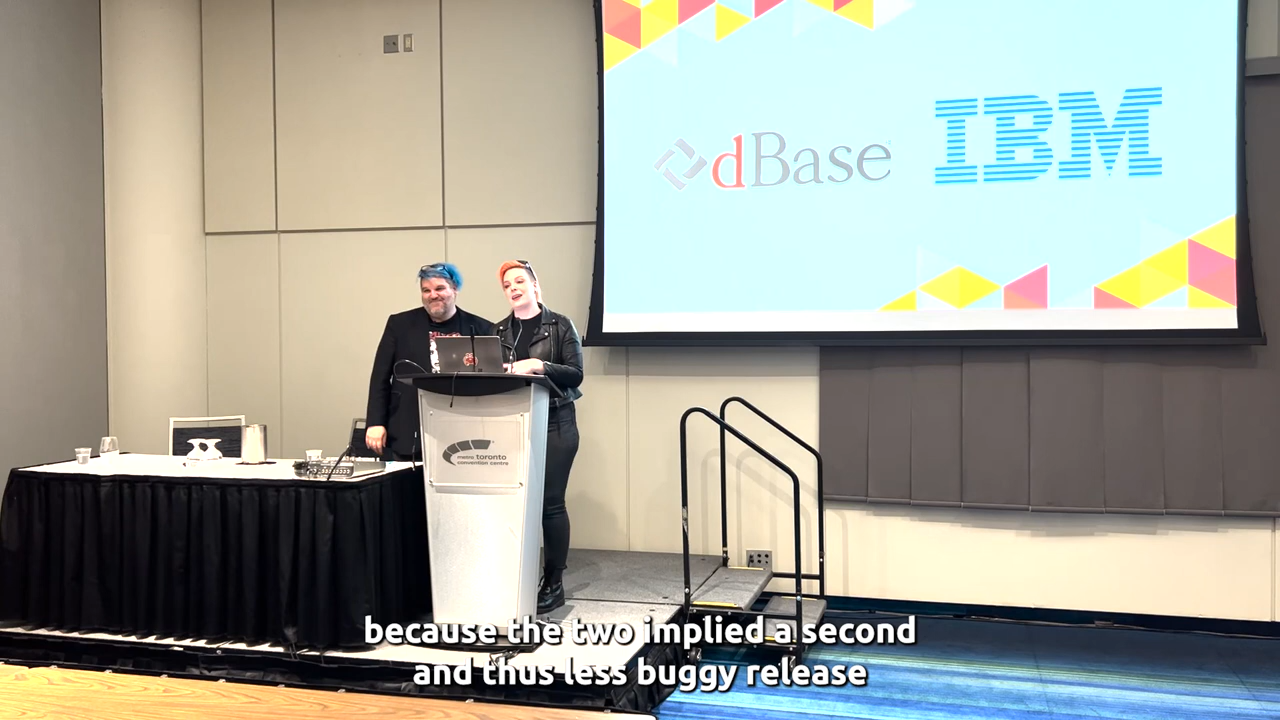 dBase
IBM
metro toronto
convention centre
because the two implied a second
and thus less buggy release